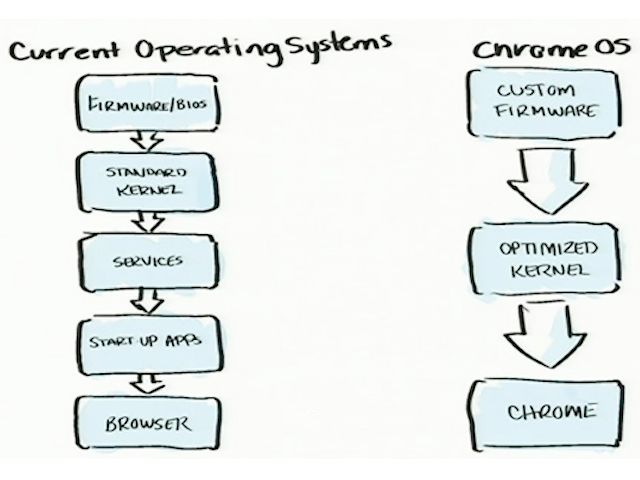 Current Operating Systems
FIRMWARE/BIOS
STANDARD
KERNEL
SERVICES
START-UP APPS
BROWSER
Chrome OS
CUSTOM
FIRMWARE
OPTIMIZED
KERNEL
CHROME